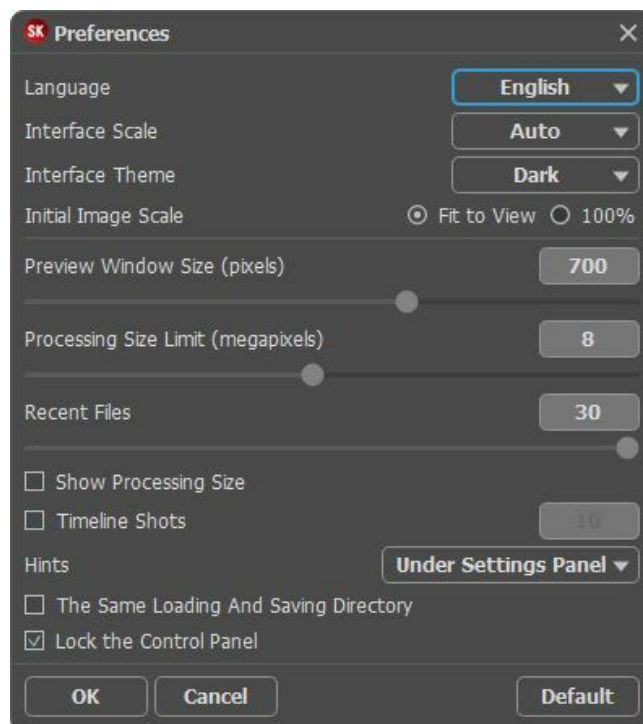 SK Preferences
Language English
Interface Scale Auto
Interface Theme Dark
Initial Image Scale Fit to View 100%
Preview Window Size (pixels) 700
Processing Size Limit (megapixels) 8
Recent Files 30
Show Processing Size
Timeline Shots 10
Hints Under Settings Panel
The Same Loading And Saving Directory
Lock the Control Panel
OK Cancel Default